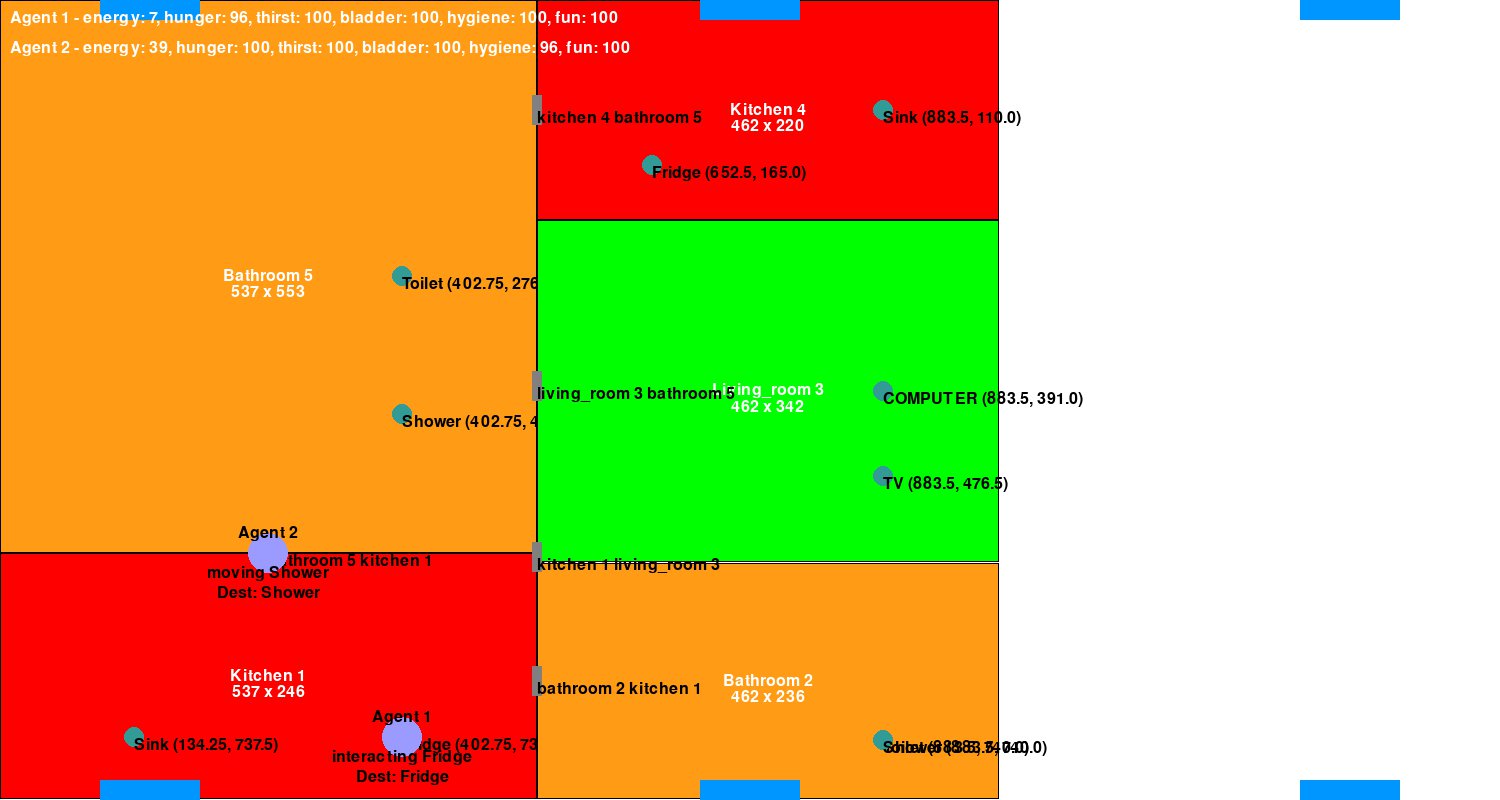 Agent 1 - energy: 7, hunger: 96, thirst: 100, bladder: 100, hygiene: 100, fun: 100
Agent 2 - energy: 39, hunger: 100, thirst: 100, bladder: 100, hygiene: 96, fun: 100
kitchen 4 bathroom 5
Kitchen 4
462 x 220
Sink (883.5, 110.0)
Fridge (652.5, 165.0)
Bathroom 5
537 x 553
Toilet (402.75, 276
living_room 3 bathroom 5
Living_room 3
462 x 342
COMPUTER (883.5, 391.0)
Shower (402.75, 4
TV (883.5, 476.5)
Agent 2
throom 5 kitchen 1
kitchen 1 living_room 3
moving Shower
Dest: Shower
Kitchen 1
537 x 246
bathroom 2 kitchen 1
Bathroom 2
462 x 236
Agent 1
Sink (134.25, 737.5)
dge (402.75, 73
interacting Fridge
Dest: Fridge